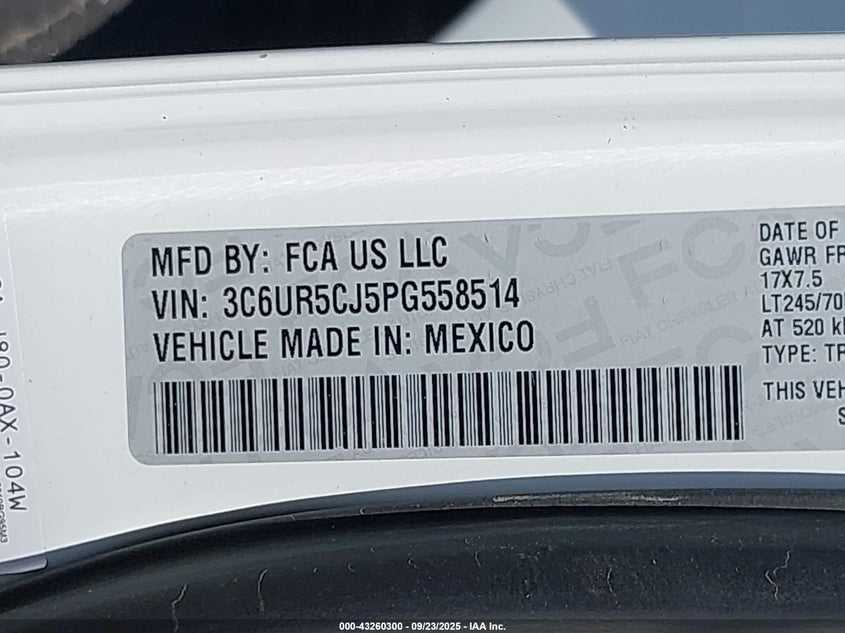 MFD BY: FCA US LLC
VIN: 3C6UR5CJ5PG558514
VEHICLE MADE IN: MEXICO
DATE OF
GAWR FR
17X7.5
LT245/70
AT 520
TYPE: TR
THIS VEH
J80-0AX-104W
000-43260300 - 09/23/2025 - IAA Inc.